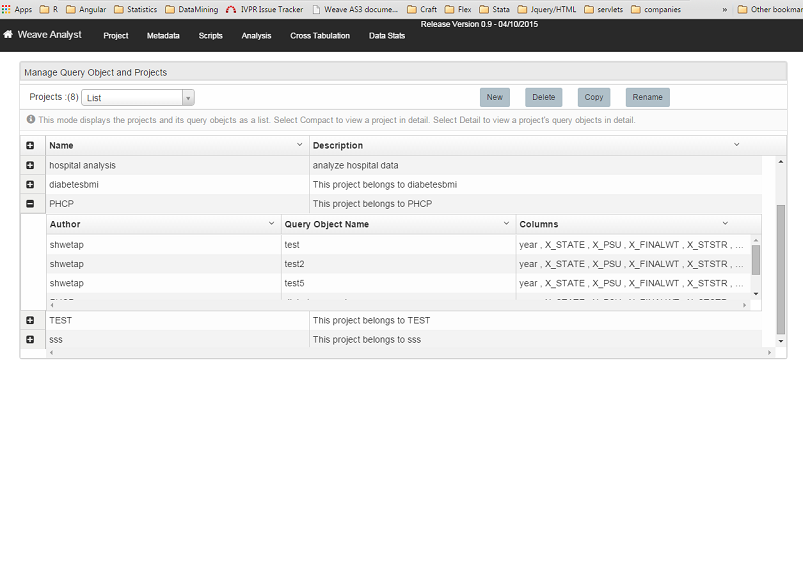 Apps R Angular Statistics DataMining IVPR Issue Tracker Weave AS3 docume... Craft Flex Stata Jquery/HTML servlets companies » Other bookmar
Release Version 0.9 - 04/10/2015
Weave Analyst Project Metadata Scripts Analysis Cross Tabulation Data Stats
Manage Query Object and Projects
Projects :(8) List New Delete Copy Rename
This mode displays the projects and its query obejcts as a list. Select Compact to view a project in detail. Select Detail to view a project's query objects in detail.
Name Description
hospital analysis analyze hospital data
diabetesbmi This project belongs to diabetesbmi
PHCP This project belongs to PHCP
Author Query Object Name Columns
shwetap test year , X_STATE , X_PSU , X_FINALWT , X_STSTR , ...
shwetap test2 year , X_STATE , X_PSU , X_FINALWT , X_STSTR , ...
shwetap test5 year , X_STATE , X_PSU , X_FINALWT , X_STSTR , ...
TEST This project belongs to TEST
sss This project belongs to sss